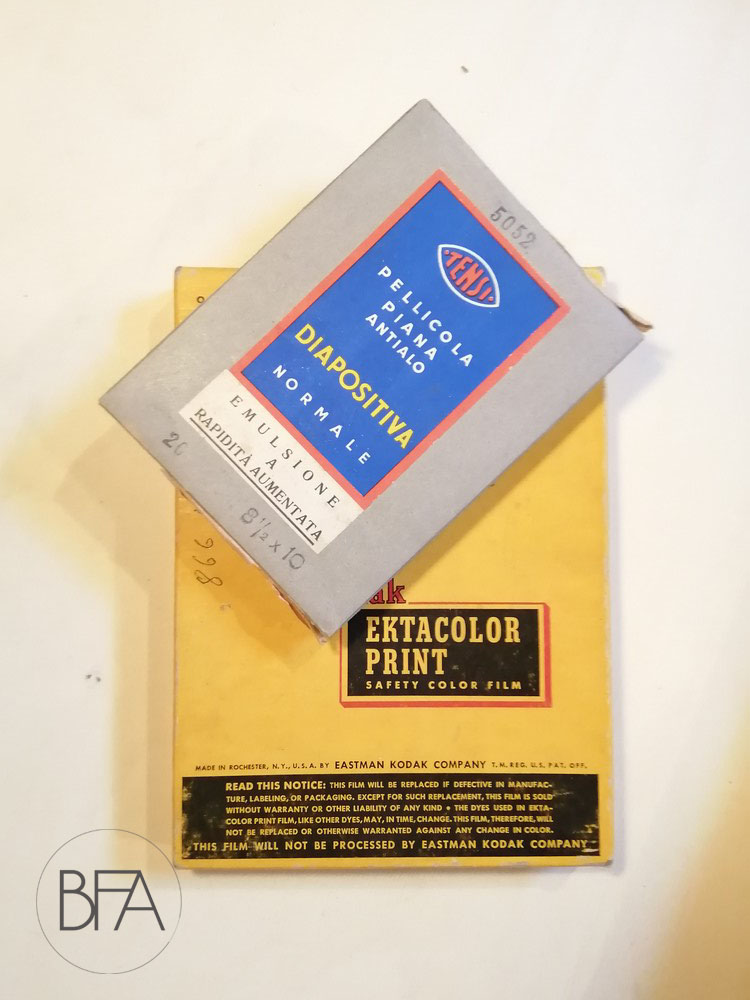 5052
TENSI
PELLICOLA
PIANA
ANTIALO
DIAPOSITIVA
NORMALE
EMULSIONE
A
RAPIDITÀ AUMENTATA
20
8½ x 10
EKTACOLOR
PRINT
SAFETY COLOR FILM
MADE IN ROCHESTER, N.Y., U.S.A. BY EASTMAN KODAK COMPANY T.M. REG. U.S. PAT. OFF.
READ THIS NOTICE: THIS FILM WILL BE REPLACED IF DEFECTIVE IN MANUFAC-
TURE, LABELING, OR PACKAGING. EXCEPT FOR SUCH REPLACEMENT, THIS FILM IS SOLD
WITHOUT WARRANTY OR OTHER LIABILITY OF ANY KIND • THE DYES USED IN EKTA-
COLOR PRINT FILM, LIKE OTHER DYES, MAY, IN TIME, CHANGE. THIS FILM, THEREFORE, WILL
NOT BE REPLACED OR OTHERWISE WARRANTED AGAINST ANY CHANGE IN COLOR.
THIS FILM WILL NOT BE PROCESSED BY EASTMAN KODAK COMPANY
BFA